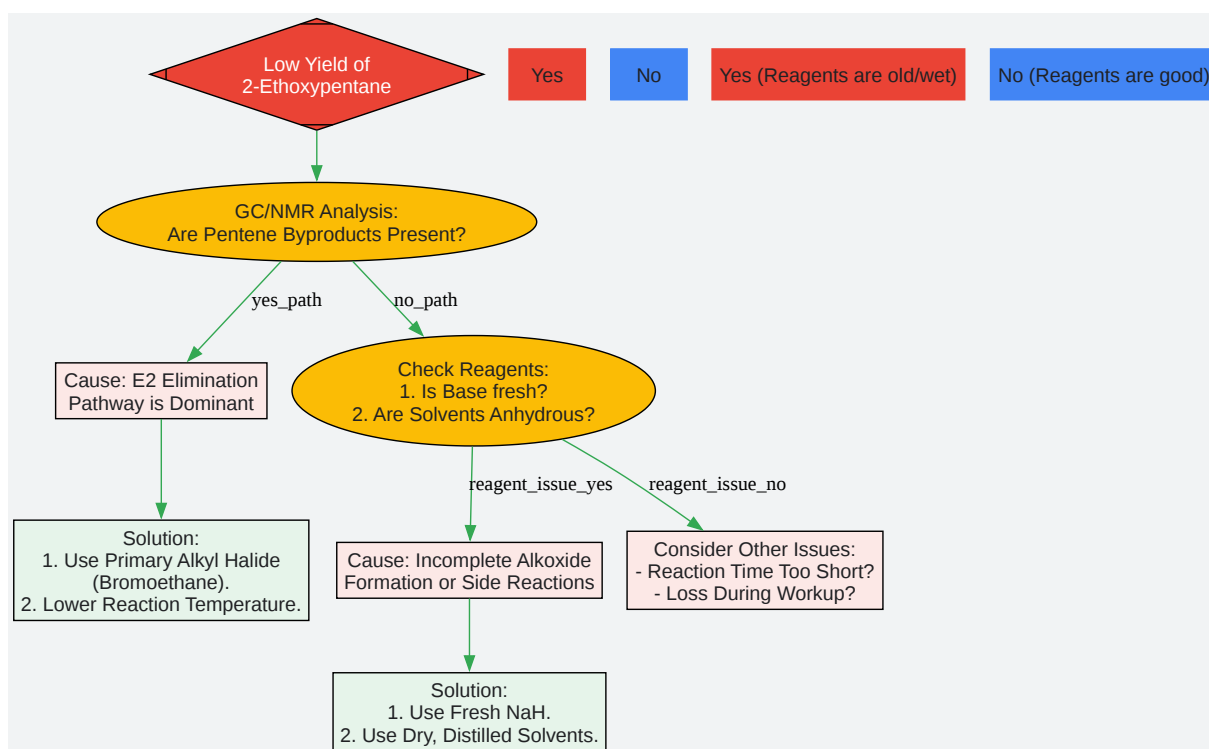 Low Yield of
2-Ethoxypentane
Yes
No
Yes (Reagents are old/wet)
No (Reagents are good)
GC/NMR Analysis:
Are Pentene Byproducts Present?
yes_path
no_path
Cause: E2 Elimination
Pathway is Dominant
Check Reagents:
1. Is Base fresh?
2. Are Solvents Anhydrous?
reagent_issue_yes
reagent_issue_no
Solution:
1. Use Primary Alkyl Halide
(Bromoethane).
2. Lower Reaction Temperature.
Cause: Incomplete Alkoxide
Formation or Side Reactions
Consider Other Issues:
- Reaction Time Too Short?
- Loss During Workup?
Solution:
1. Use Fresh NaH.
2. Use Dry, Distilled Solvents.